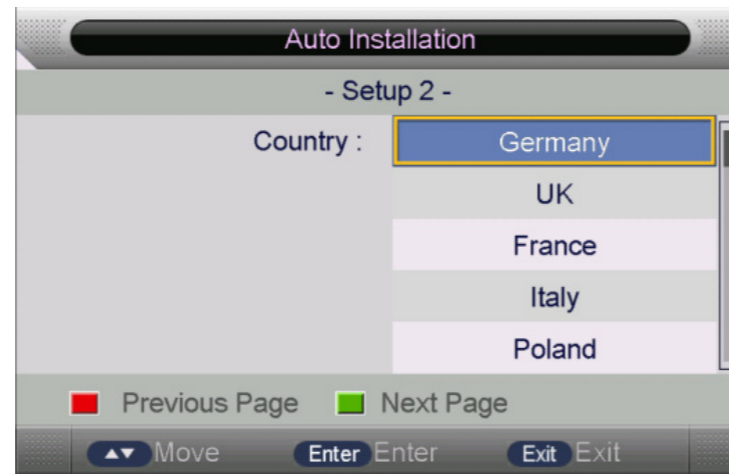 Auto Installation
- Setup 2 -
Country : Germany
UK
France
Italy
Poland
Previous Page Next Page
Move Enter Enter Exit Exit